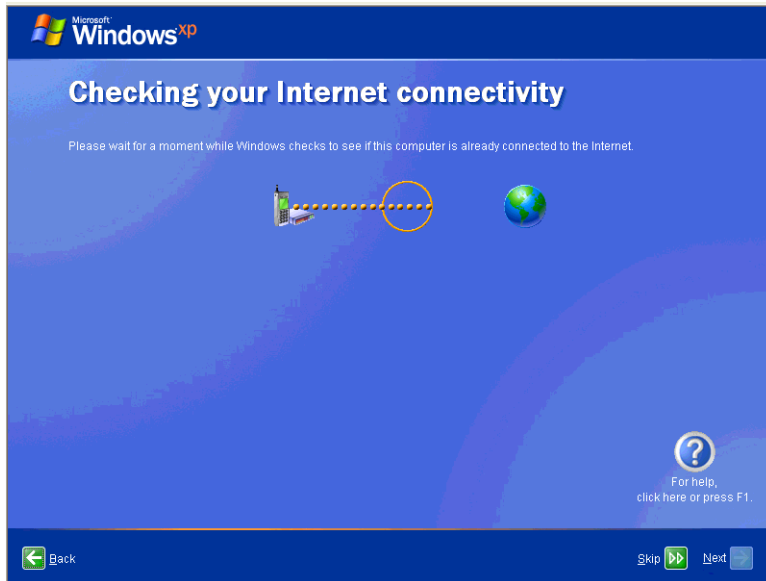 Microsoft
Windows xp
Checking your Internet connectivity
Please wait for a moment while Windows checks to see if this computer is already connected to the Internet.
?
For help,
click here or press F1.
Back
Skip
Next